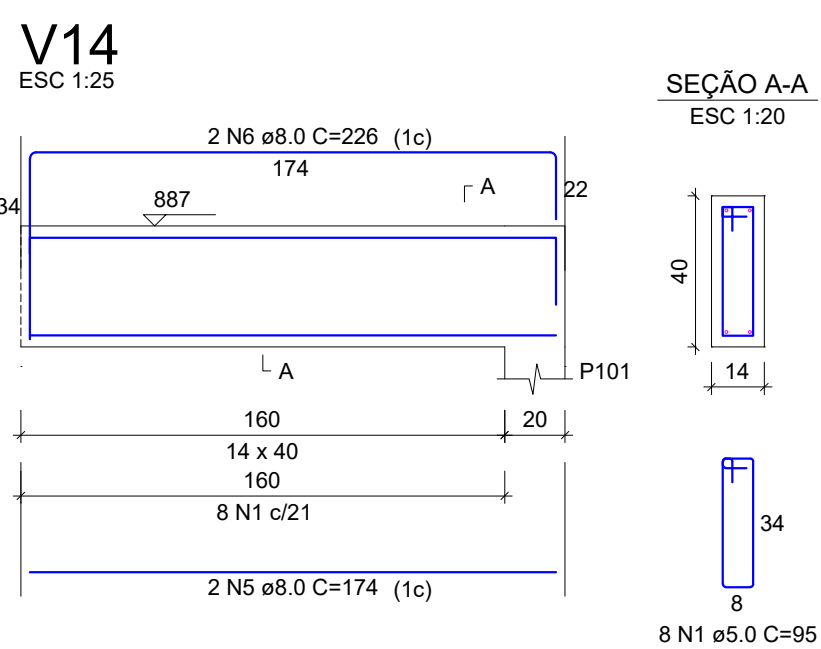 V14
ESC 1:25
SEÇÃO A-A
ESC 1:20
2 N6 ø8.0 C=226 (1c)
174
A
22
34
887
40
A
P101
14
160
20
14 x 40
160
8 N1 c/21
34
2 N5 ø8.0 C=174 (1c)
8
8 N1 ø5.0 C=95